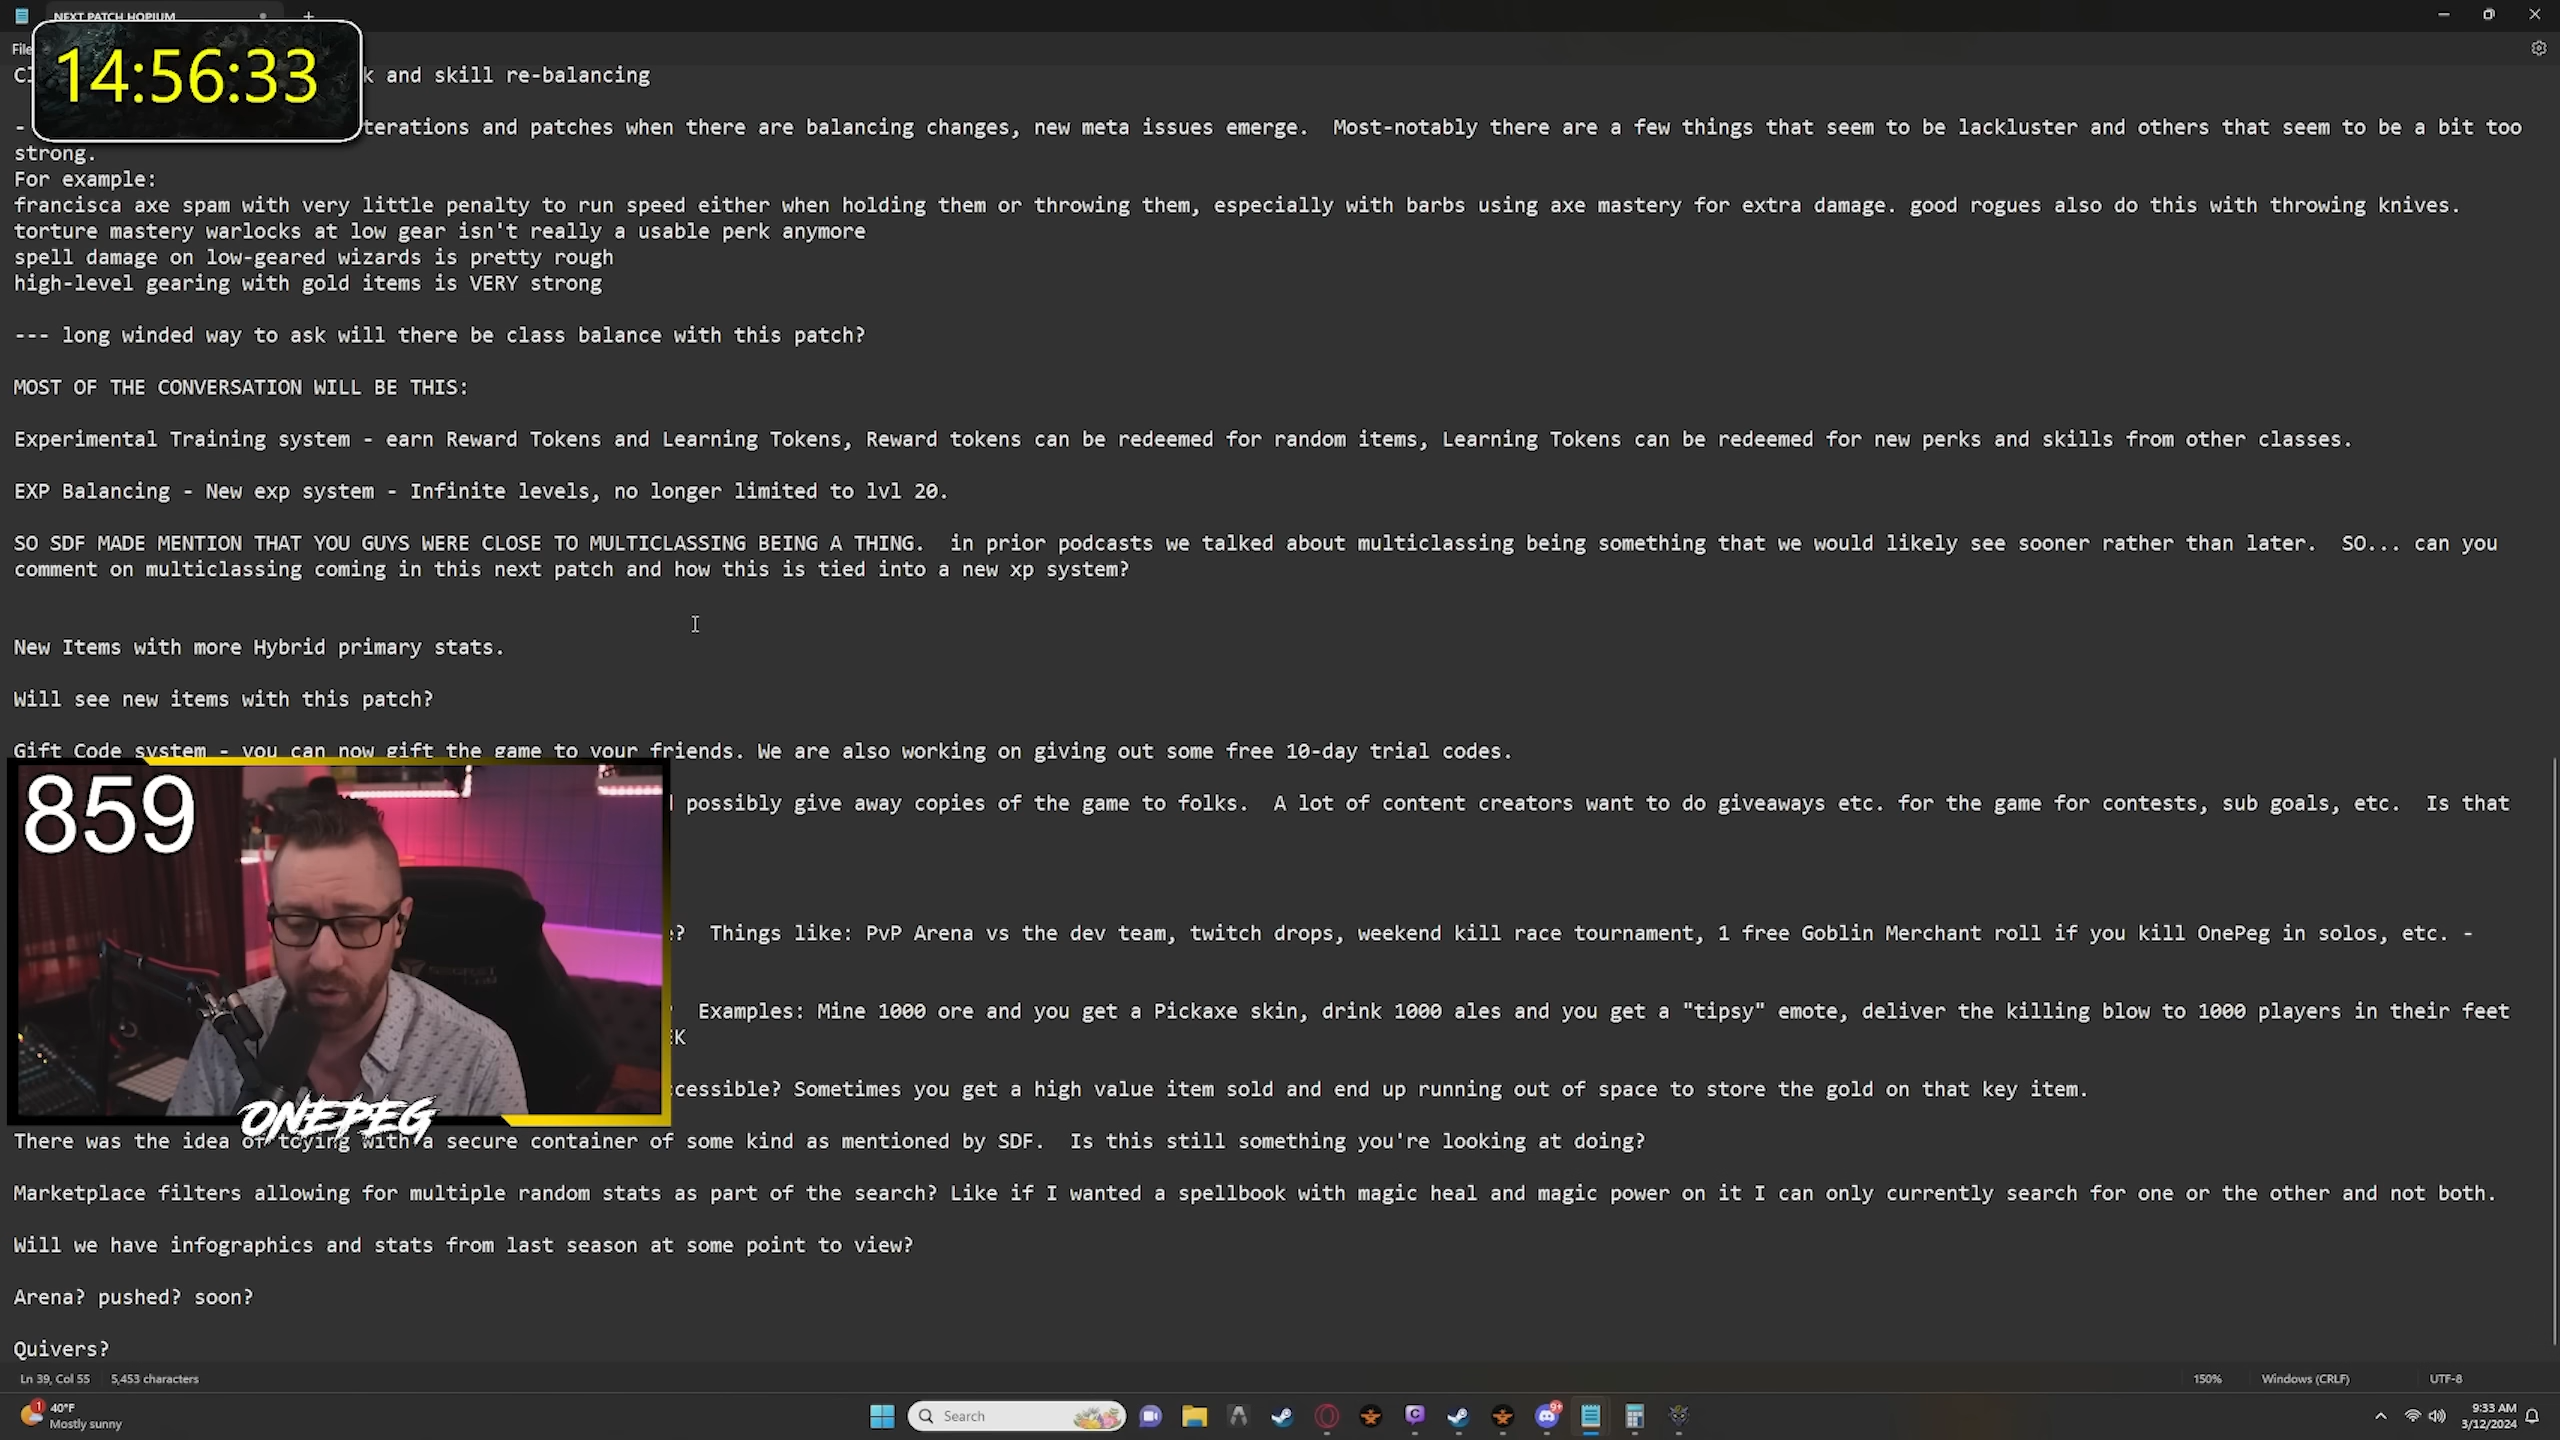 NEXT PATCH HOPIUM
File
14:56:33
k and skill re-balancing
- terations and patches when there are balancing changes, new meta issues emerge.  Most-notably there are a few things that seem to be lackluster and others that seem to be a bit too
strong.
For example:
francisca axe spam with very little penalty to run speed either when holding them or throwing them, especially with barbs using axe mastery for extra damage. good rogues also do this with throwing knives.
torture mastery warlocks at low gear isn't really a usable perk anymore
spell damage on low-geared wizards is pretty rough
high-level gearing with gold items is VERY strong
--- long winded way to ask will there be class balance with this patch?
MOST OF THE CONVERSATION WILL BE THIS:
Experimental Training system - earn Reward Tokens and Learning Tokens, Reward tokens can be redeemed for random items, Learning Tokens can be redeemed for new perks and skills from other classes.
EXP Balancing - New exp system - Infinite levels, no longer limited to lvl 20.
SO SDF MADE MENTION THAT YOU GUYS WERE CLOSE TO MULTICLASSING BEING A THING.  in prior podcasts we talked about multiclassing being something that we would likely see sooner rather than later.  SO... can you
comment on multiclassing coming in this next patch and how this is tied into a new xp system?
New Items with more Hybrid primary stats.
Will see new items with this patch?
Gift Code system - you can now gift the game to your friends. We are also working on giving out some free 10-day trial codes.
859
possibly give away copies of the game to folks.  A lot of content creators want to do giveaways etc. for the game for contests, sub goals, etc.  Is that
?  Things like: PvP Arena vs the dev team, twitch drops, weekend kill race tournament, 1 free Goblin Merchant roll if you kill OnePeg in solos, etc. -
Examples: Mine 1000 ore and you get a Pickaxe skin, drink 1000 ales and you get a "tipsy" emote, deliver the killing blow to 1000 players in their feet
EK
ccessible? Sometimes you get a high value item sold and end up running out of space to store the gold on that key item.
ONEPEG
There was the idea of toying with a secure container of some kind as mentioned by SDF.  Is this still something you're looking at doing?
Marketplace filters allowing for multiple random stats as part of the search? Like if I wanted a spellbook with magic heal and magic power on it I can only currently search for one or the other and not both.
Will we have infographics and stats from last season at some point to view?
Arena? pushed? soon?
Quivers?
Ln 39, Col 55 5,453 characters 150% Windows (CRLF) UTF-8
1 40°F
Mostly sunny
Search
9+
9:33 AM
3/12/2024